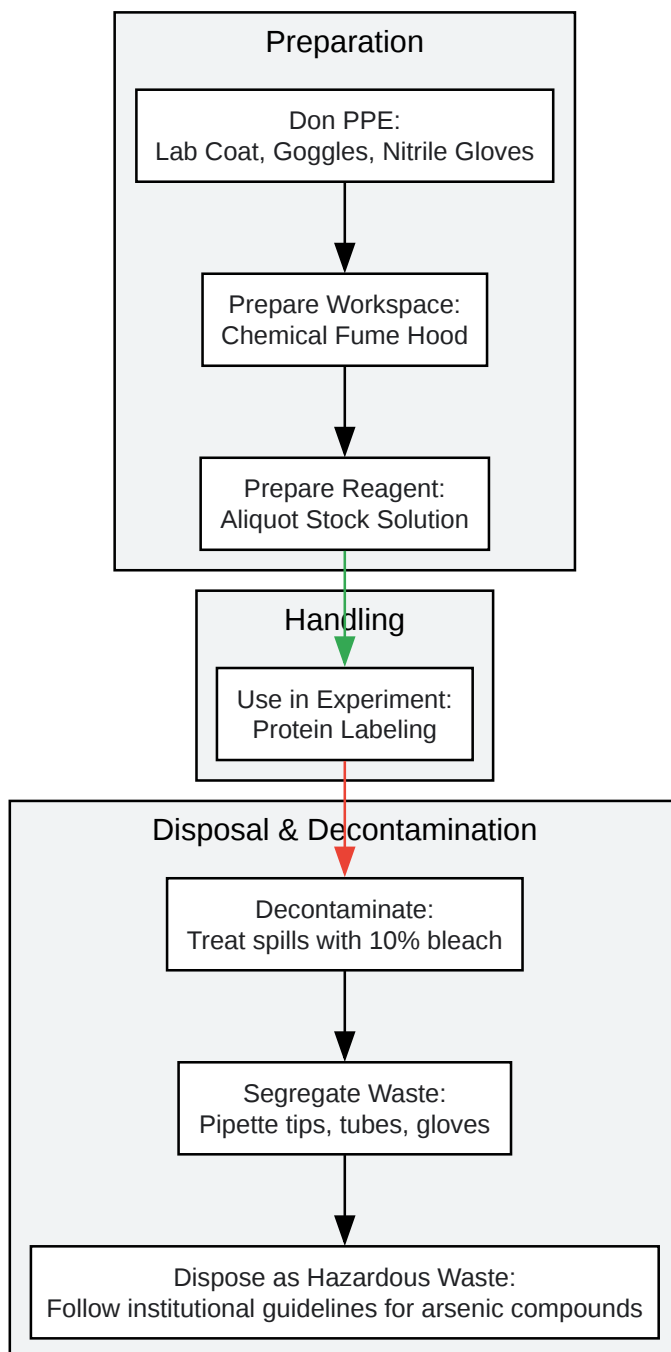 Preparation
Don PPE:
Lab Coat, Goggles, Nitrile Gloves
Prepare Workspace:
Chemical Fume Hood
Prepare Reagent:
Aliquot Stock Solution
Handling
Use in Experiment:
Protein Labeling
Disposal & Decontamination
Decontaminate:
Treat spills with 10% bleach
Segregate Waste:
Pipette tips, tubes, gloves
Dispose as Hazardous Waste:
Follow institutional guidelines for arsenic compounds